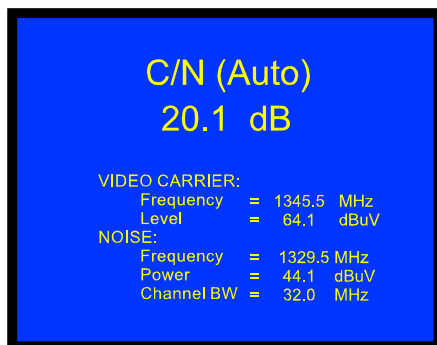 C/N (Auto)
20.1 dB
VIDEO CARRIER:
Frequency = 1345.5 MHz
Level = 64.1 dBuV
NOISE:
Frequency = 1329.5 MHz
Power = 44.1 dBuV
Channel BW = 32.0 MHz